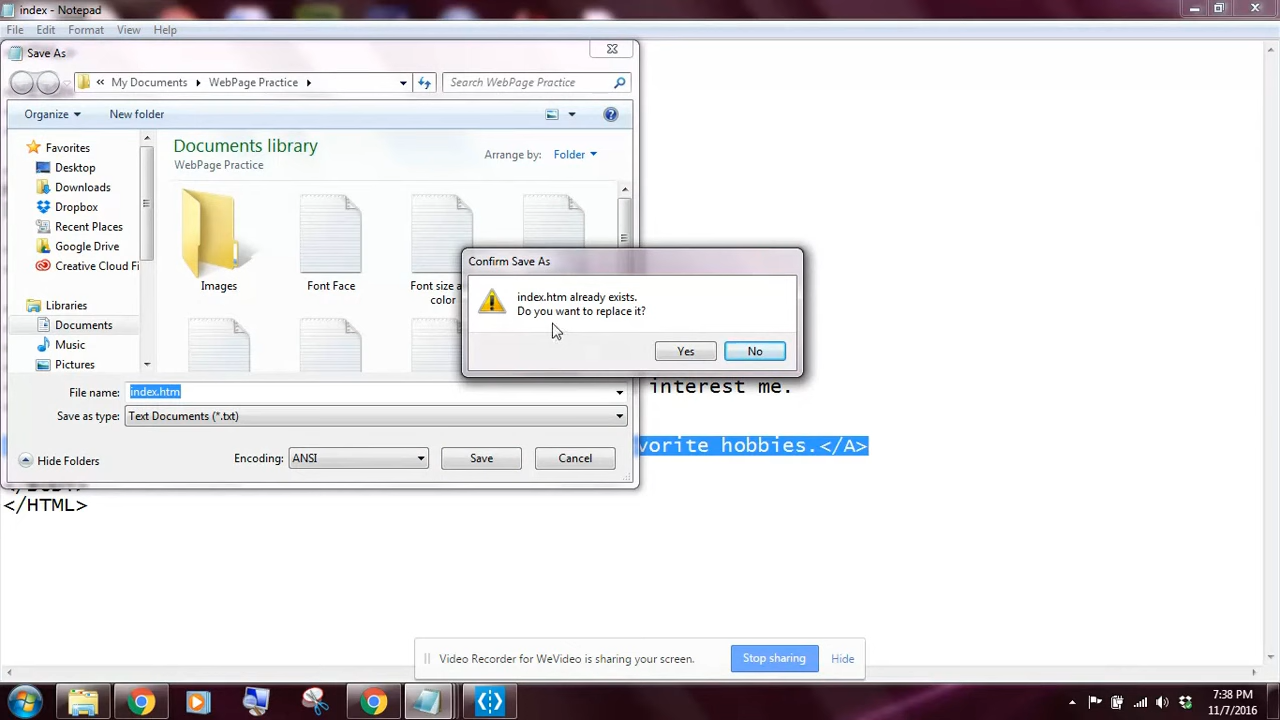 index - Notepad
File Edit Format View Help
Save As
« My Documents WebPage Practice
Search WebPage Practice
Organize New folder
Favorites
Desktop
Downloads
Dropbox
Recent Places
Google Drive
Creative Cloud Fi
Libraries
Documents
Music
Pictures
Documents library
WebPage Practice
Arrange by: Folder
Images
Font Face
Font size a
color
Confirm Save As
index.htm already exists.
Do you want to replace it?
Yes No
File name: index.htm
Save as type: Text Documents (*.txt)
Hide Folders
Encoding: ANSI
Save Cancel
interest me.
vorite hobbies.</A>
</HTML>
Video Recorder for WeVideo is sharing your screen.
Stop sharing Hide
7:38 PM
11/7/2016